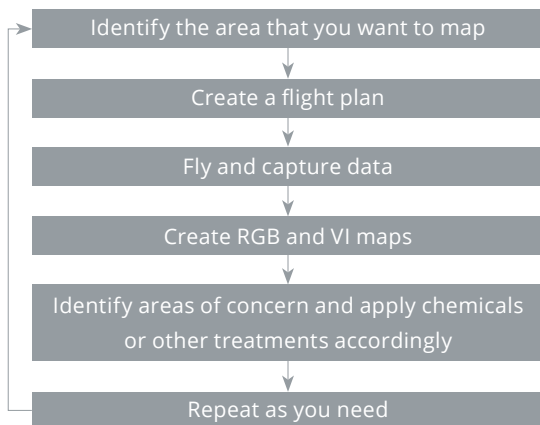 Identify the area that you want to map
Create a flight plan
Fly and capture data
Create RGB and VI maps
Identify areas of concern and apply chemicals
or other treatments accordingly
Repeat as you need